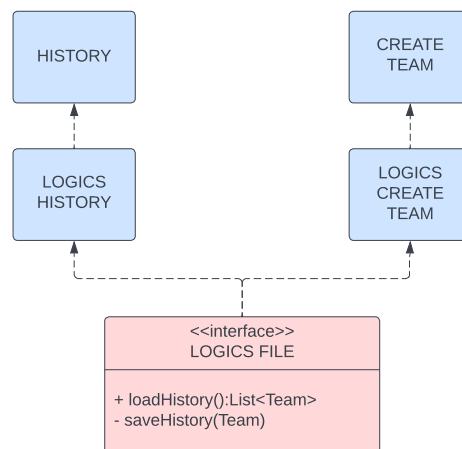 HISTORY
CREATE
TEAM
LOGICS
HISTORY
LOGICS
CREATE
TEAM
<<interface>>
LOGICS FILE
+ loadHistory():List<Team>
- saveHistory(Team)